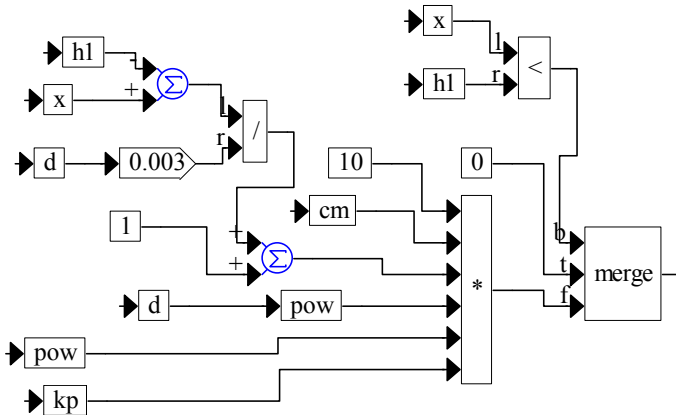 x
l
h1
-
<
h1
r
x
+
Σ
l
/
r
d
0.003
10
0
cm
1
+
Σ
+
b
t
merge
f
*
d
pow
pow
kp